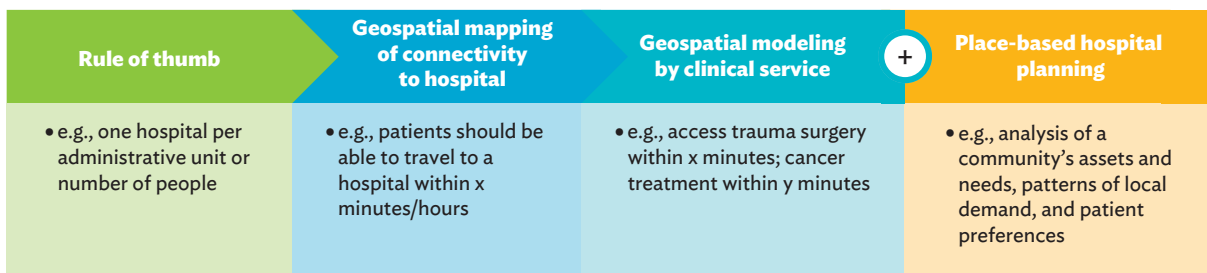 Rule of thumb
• e.g., one hospital per
administrative unit or
number of people
Geospatial mapping
of connectivity
to hospital
• e.g., patients should be
able to travel to a
hospital within x
minutes/hours
Geospatial modeling
by clinical service
• e.g., access trauma surgery
within x minutes; cancer
treatment within y minutes
+
Place-based hospital
planning
• e.g., analysis of a
community’s assets and
needs, patterns of local
demand, and patient
preferences